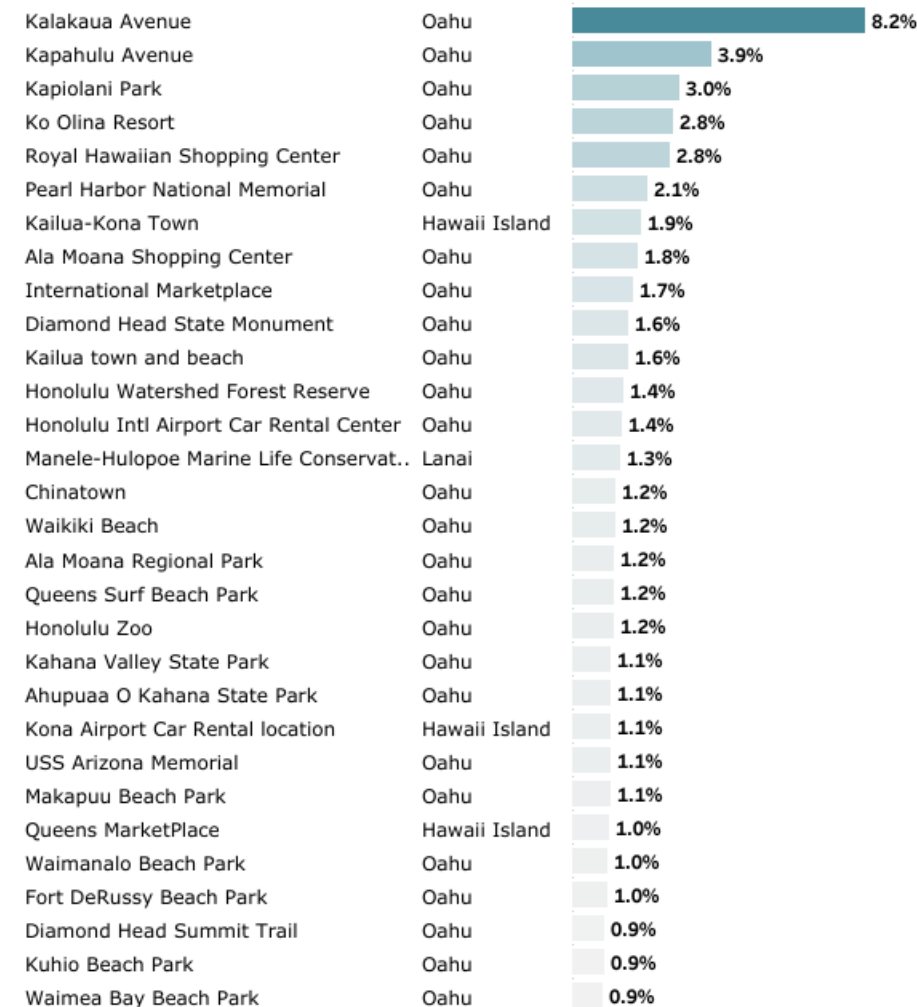 Kalakaua Avenue Oahu 8.2%
Kapahulu Avenue Oahu 3.9%
Kapiolani Park Oahu 3.0%
Ko Olina Resort Oahu 2.8%
Royal Hawaiian Shopping Center Oahu 2.8%
Pearl Harbor National Memorial Oahu 2.1%
Kailua-Kona Town Hawaii Island 1.9%
Ala Moana Shopping Center Oahu 1.8%
International Marketplace Oahu 1.7%
Diamond Head State Monument Oahu 1.6%
Kailua town and beach Oahu 1.6%
Honolulu Watershed Forest Reserve Oahu 1.4%
Honolulu Intl Airport Car Rental Center Oahu 1.4%
Manele-Hulopoe Marine Life Conservat.. Lanai 1.3%
Chinatown Oahu 1.2%
Waikiki Beach Oahu 1.2%
Ala Moana Regional Park Oahu 1.2%
Queens Surf Beach Park Oahu 1.2%
Honolulu Zoo Oahu 1.2%
Kahana Valley State Park Oahu 1.1%
Ahupuaa O Kahana State Park Oahu 1.1%
Kona Airport Car Rental location Hawaii Island 1.1%
USS Arizona Memorial Oahu 1.1%
Makapuu Beach Park Oahu 1.1%
Queens MarketPlace Hawaii Island 1.0%
Waimanalo Beach Park Oahu 1.0%
Fort DeRussy Beach Park Oahu 1.0%
Diamond Head Summit Trail Oahu 0.9%
Kuhio Beach Park Oahu 0.9%
Waimea Bay Beach Park Oahu 0.9%